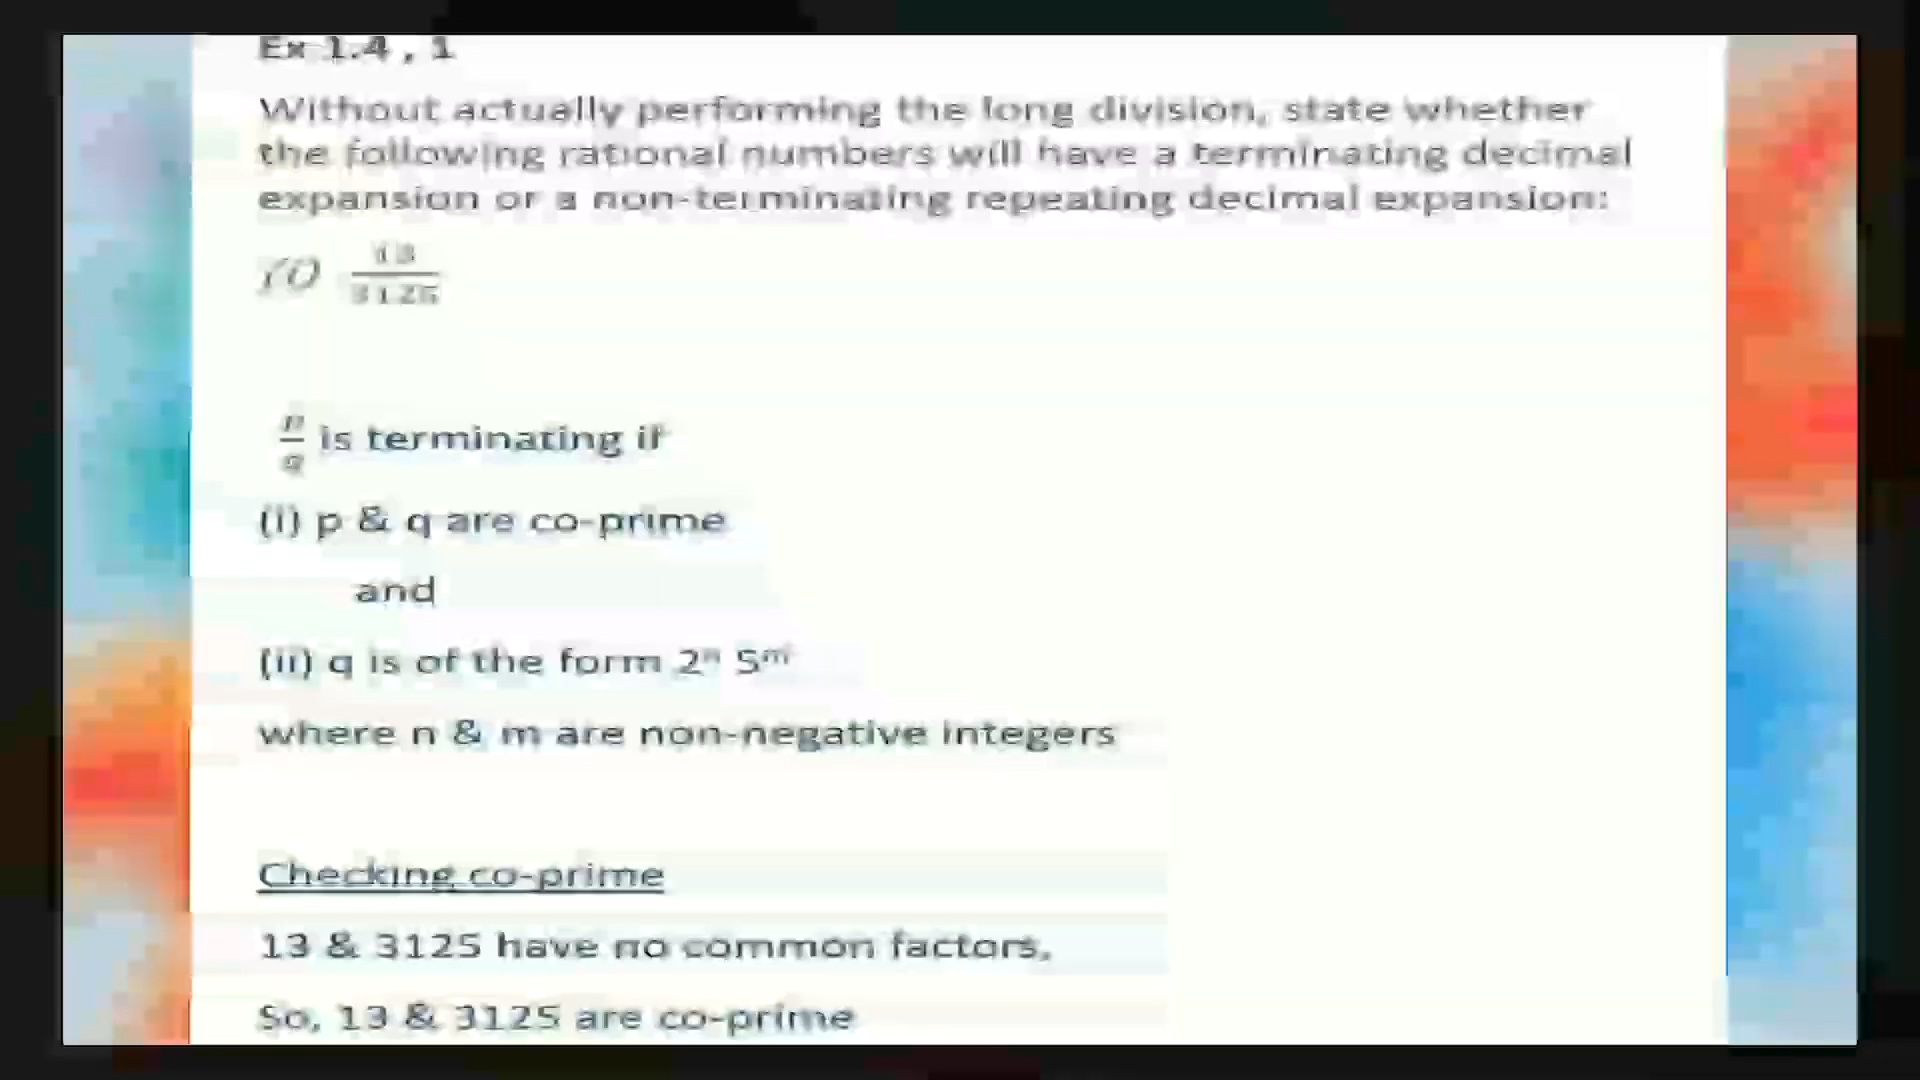 Ex 1.4 , 1
Without actually performing the long division, state whether
the following rational numbers will have a terminating decimal
expansion or a non-terminating repeating decimal expansion:
(i) 13/3125
p/q is terminating if
(i) p & q are co-prime
and
(ii) q is of the form 2ⁿ 5ᵐ
where n & m are non-negative integers
Checking co-prime
13 & 3125 have no common factors,
So, 13 & 3125 are co-prime